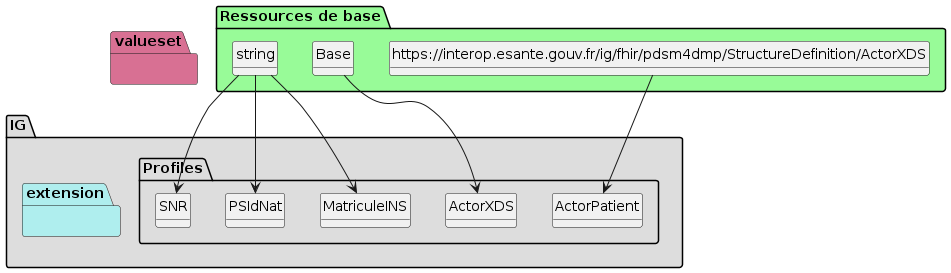 Ressources de base
valueset
string
Base
https://interop.esante.gouv.fr/ig/fhir/pdsm4dmp/StructureDefinition/ActorXDS
IG
Profiles
extension
SNR
PSIdNat
MatriculeINS
ActorXDS
ActorPatient